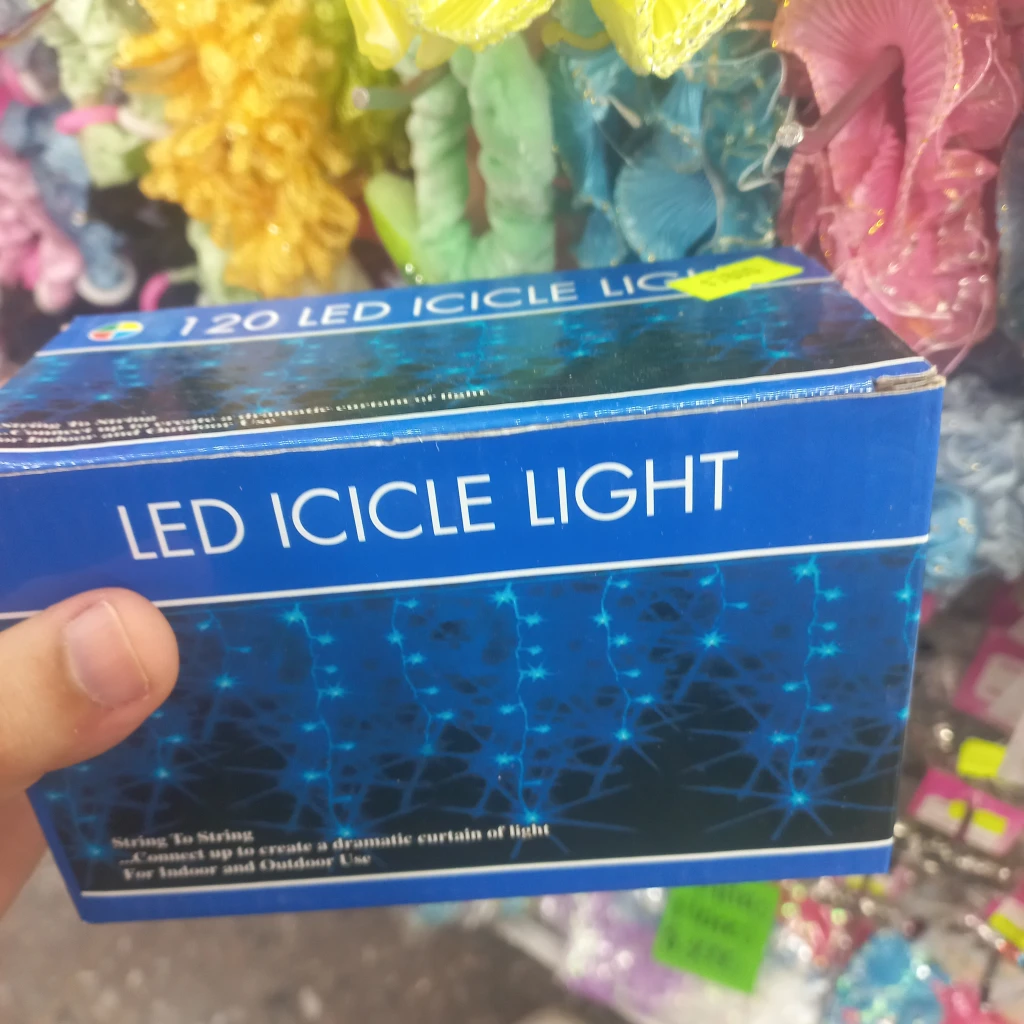 120 LED ICICLE
LED ICICLE LIGHT
String To String
...Connect up to create a dramatic curtain of light
For Indoor and Outdoor Use